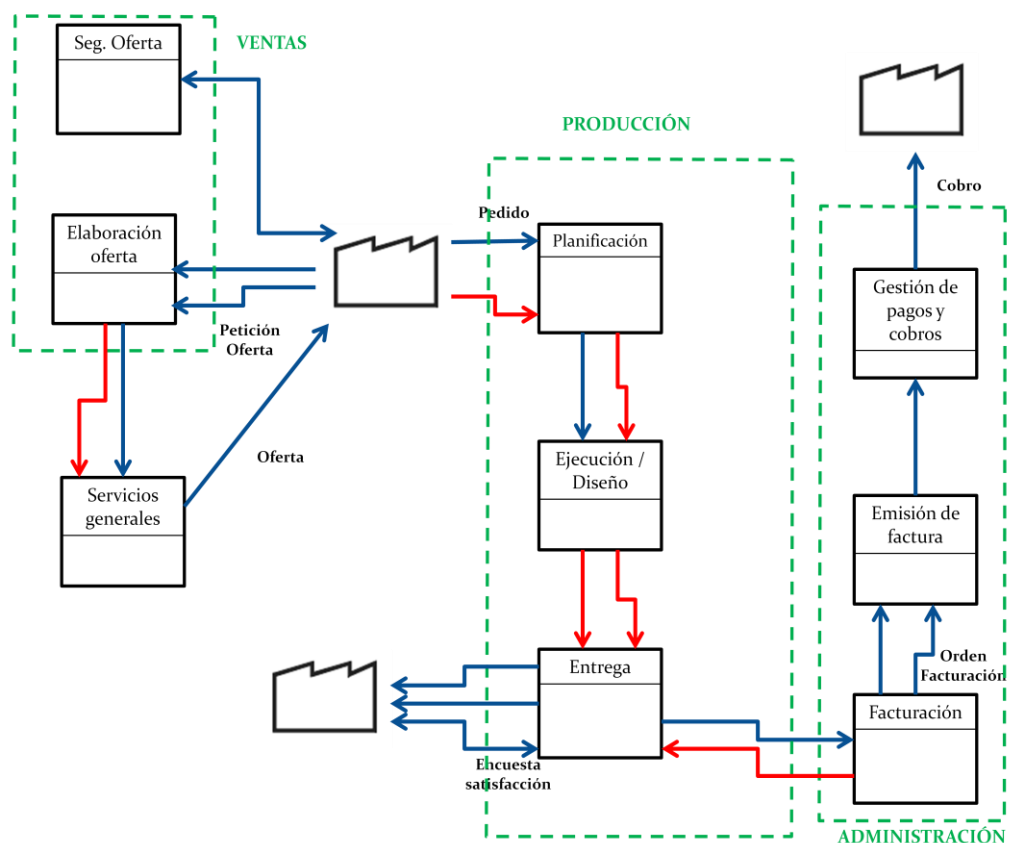 Seg. Oferta
VENTAS
PRODUCCIÓN
Cobro
Pedido
Elaboración
oferta
Planificación
Gestión de
pagos y
cobros
Petición
Oferta
Oferta
Ejecución /
Diseño
Servicios
generales
Emisión de
factura
Entrega
Orden
Facturación
Facturación
Encuesta
satisfacción
ADMINISTRACIÓN